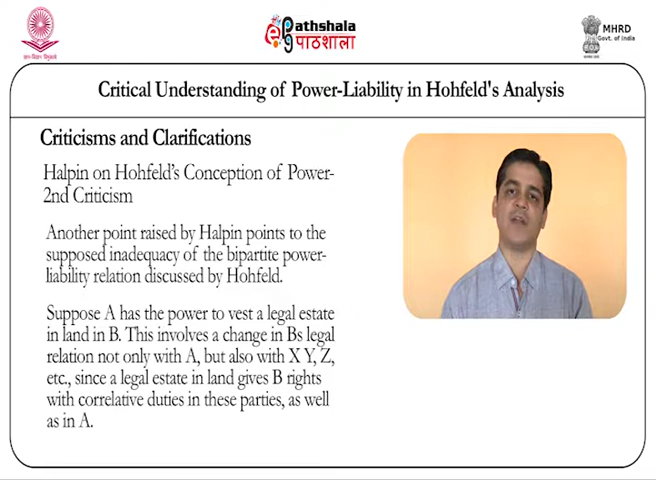 ePathshala
पाठशाला
MHRD
Govt. of India
Critical Understanding of Power-Liability in Hohfeld's Analysis
Criticisms and Clarifications
Halpin on Hohfeld's Conception of Power-
2nd Criticism
Another point raised by Halpin points to the
supposed inadequacy of the bipartite power-
liability relation discussed by Hohfeld.
Suppose A has the power to vest a legal estate
in land in B. This involves a change in Bs legal
relation not only with A, but also with X Y, Z,
etc., since a legal estate in land gives B rights
with correlative duties in these parties, as well
as in A.